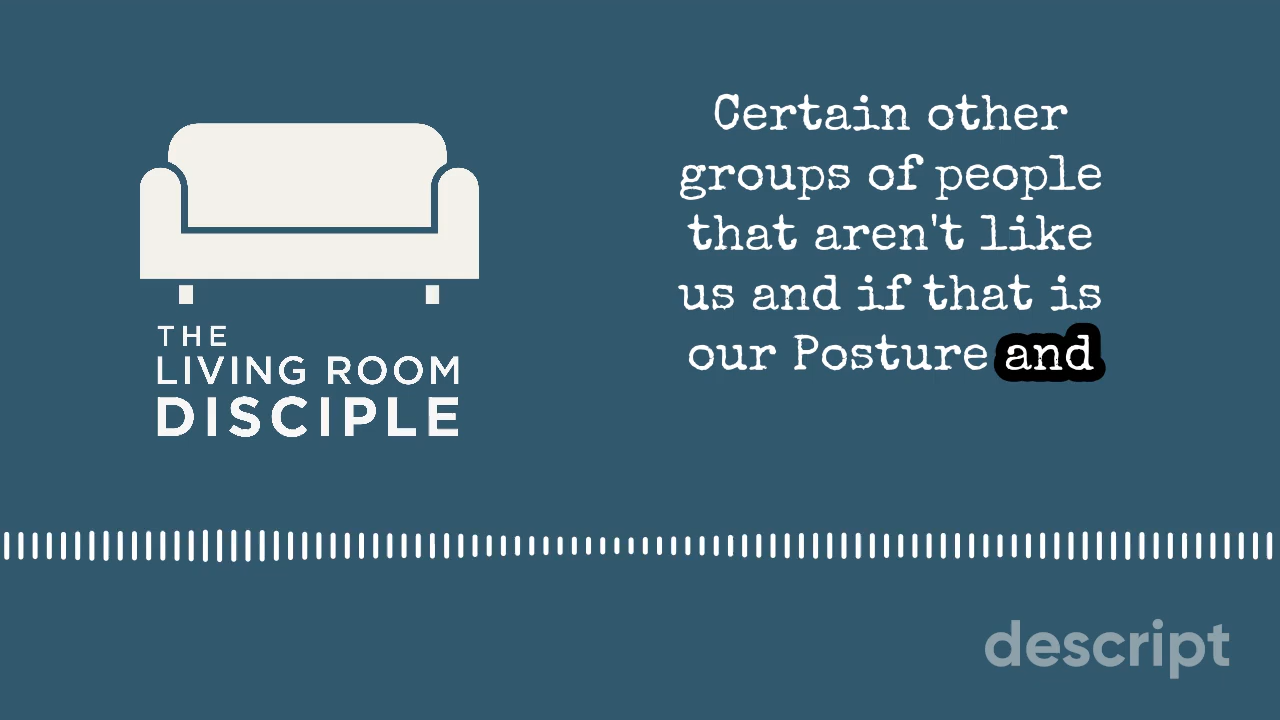 THE
LIVING ROOM
DISCIPLE
Certain other
groups of people
that aren't like
us and if that is
our Posture and
descript